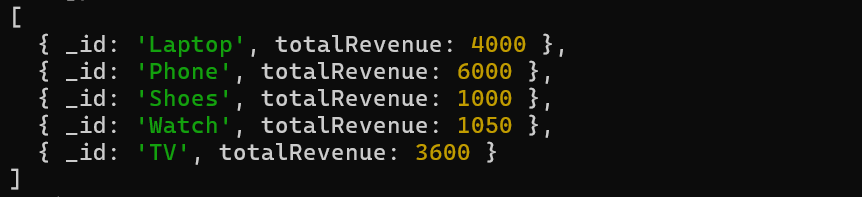 [
  { _id: 'Laptop', totalRevenue: 4000 },
  { _id: 'Phone', totalRevenue: 6000 },
  { _id: 'Shoes', totalRevenue: 1000 },
  { _id: 'Watch', totalRevenue: 1050 },
  { _id: 'TV', totalRevenue: 3600 }
]